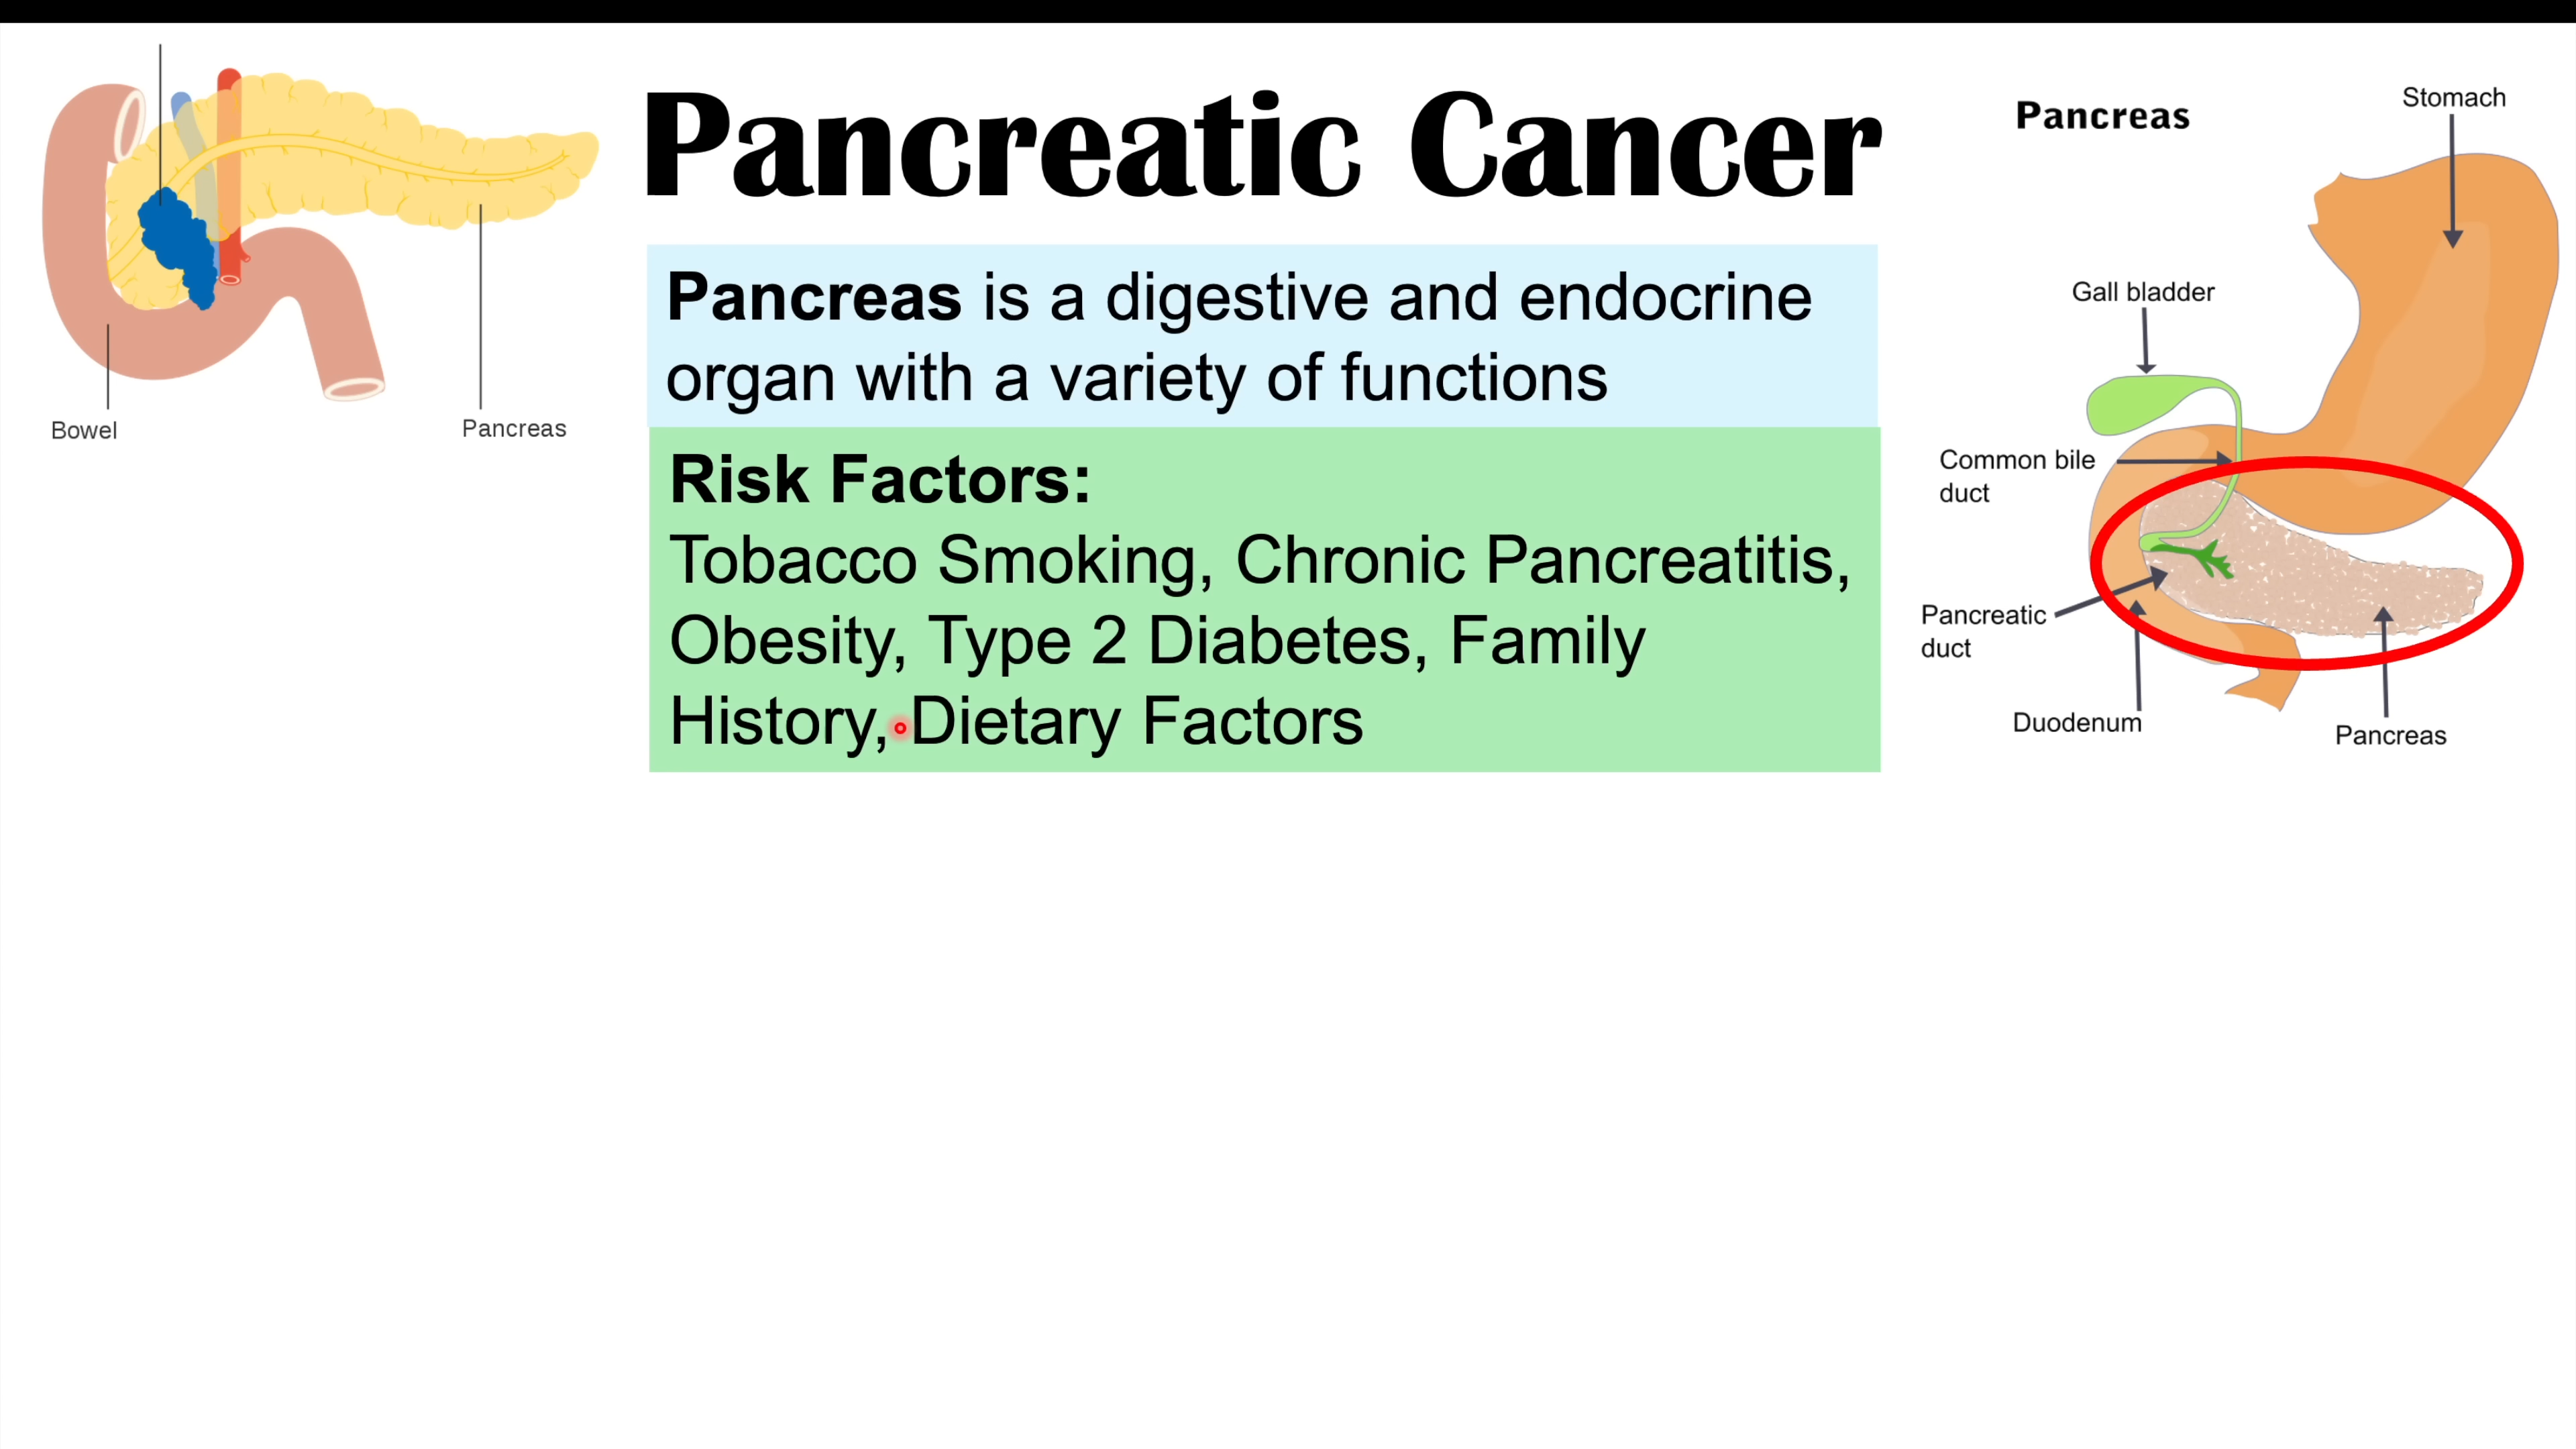 Pancreatic Cancer
Pancreas is a digestive and endocrine
organ with a variety of functions
Risk Factors:
Tobacco Smoking, Chronic Pancreatitis,
Obesity, Type 2 Diabetes, Family
History, Dietary Factors
Bowel
Pancreas
Pancreas
Stomach
Gall bladder
Common bile
duct
Pancreatic
duct
Duodenum
Pancreas